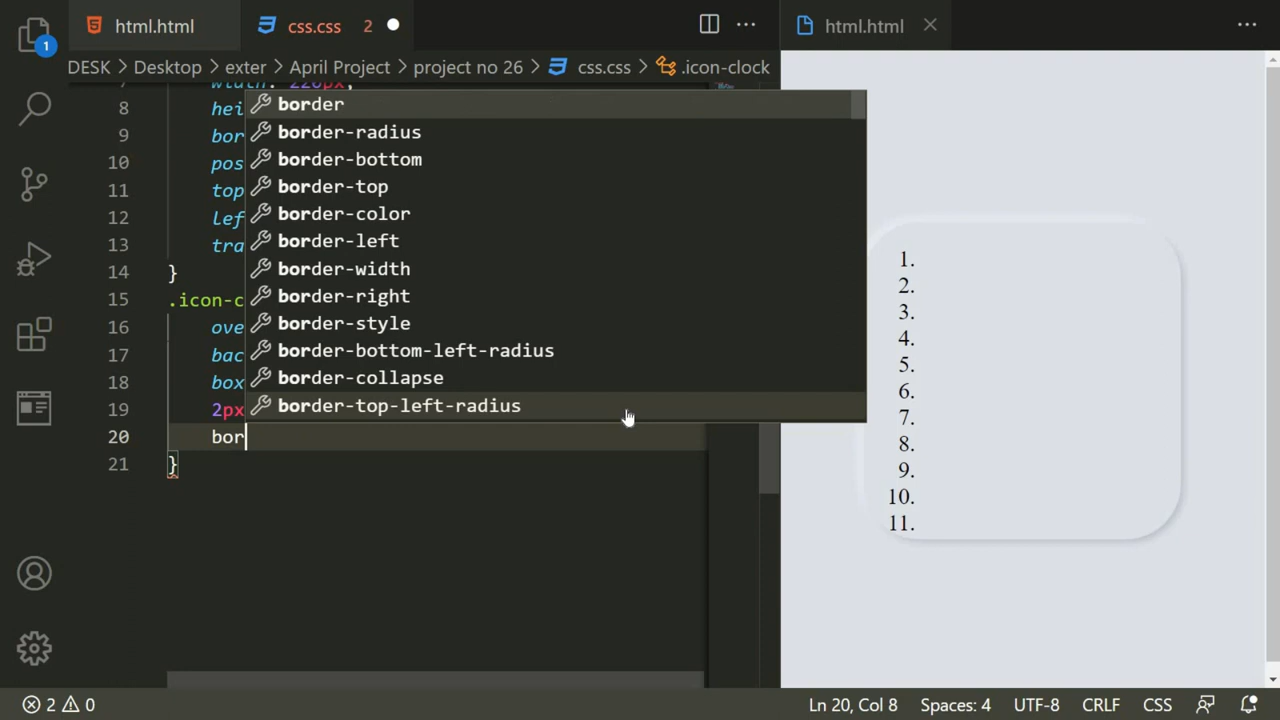 html.html
css.css 2
html.html
1
DESK > Desktop > exter > April Project > project no 26 > css.css > .icon-clock
7 width: 220px;
8 hei
9 bor
10 pos
11 top
12 lef
13 tra
14 }
15 .icon-c
16 ove
17 bac
18 box
19 2px
20 bor
21 }
border
border-radius
border-bottom
border-top
border-color
border-left
border-width
border-right
border-style
border-bottom-left-radius
border-collapse
border-top-left-radius
1.
2.
3.
4.
5.
6.
7.
8.
9.
10.
11.
2 0
Ln 20, Col 8
Spaces: 4
UTF-8
CRLF
CSS